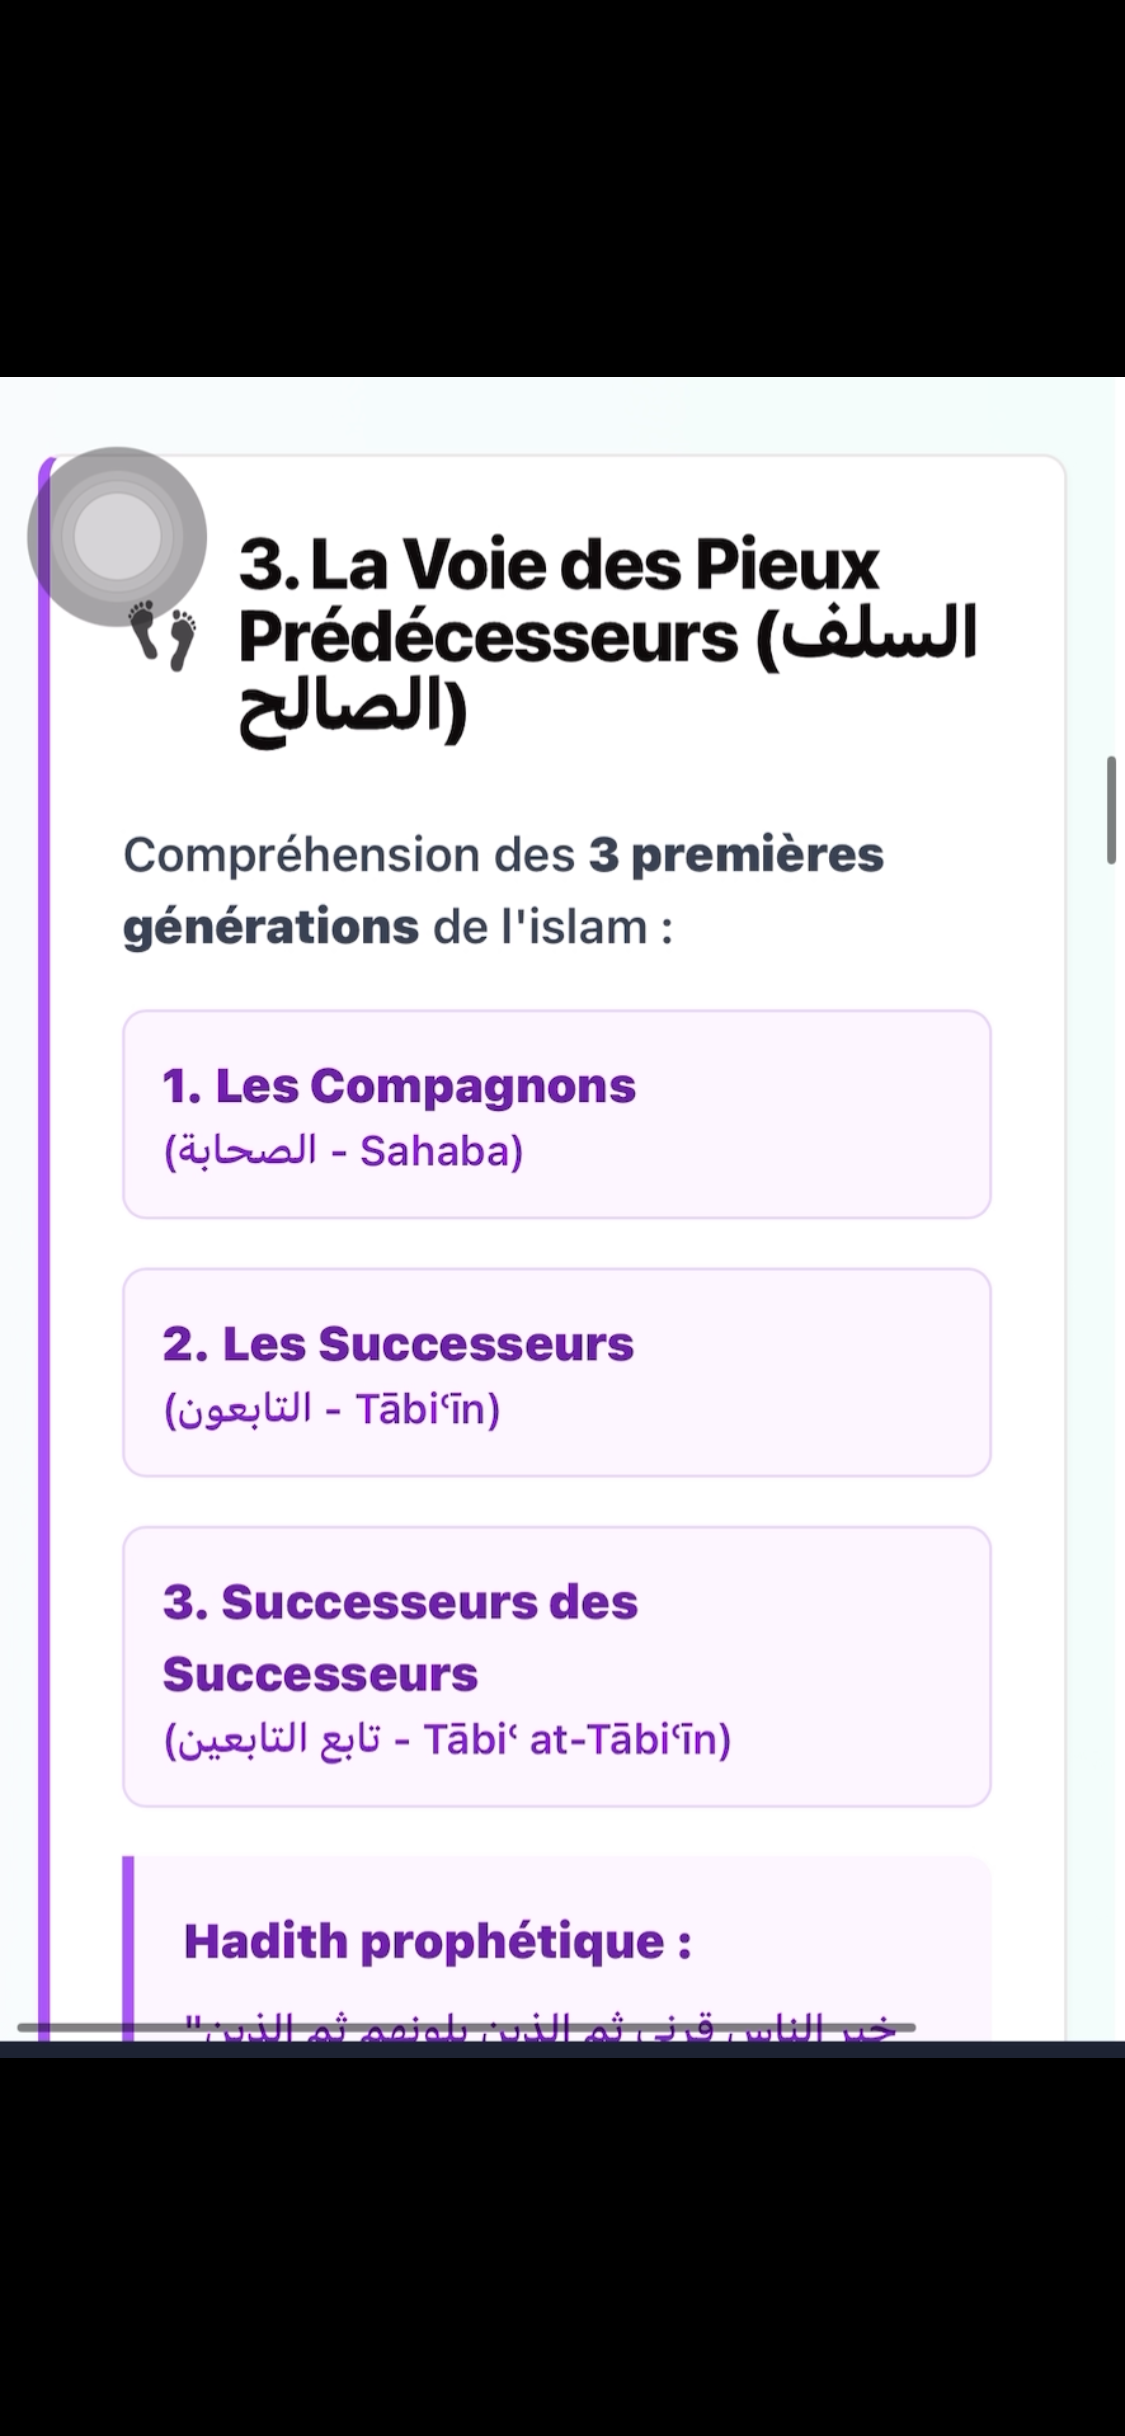 3. La Voie des Pieux
Prédécesseurs (السلف
الصالح)
Compréhension des 3 premières
générations de l'islam :
1. Les Compagnons
(الصحابة - Sahaba)
2. Les Successeurs
(التابعون - Tābiʿīn)
3. Successeurs des
Successeurs
(تابع التابعين - Tābiʿ at-Tābiʿīn)
Hadith prophétique :
"خير الناس قرني ثم الذين يلونهم ثم الذين